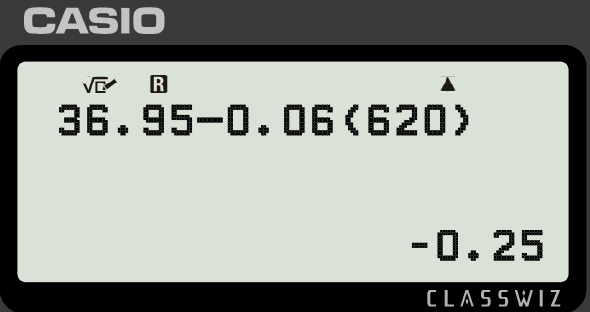 CASIO
√▭ R ▲
36.95−0.06(620)
-0.25
CLASSWIZ